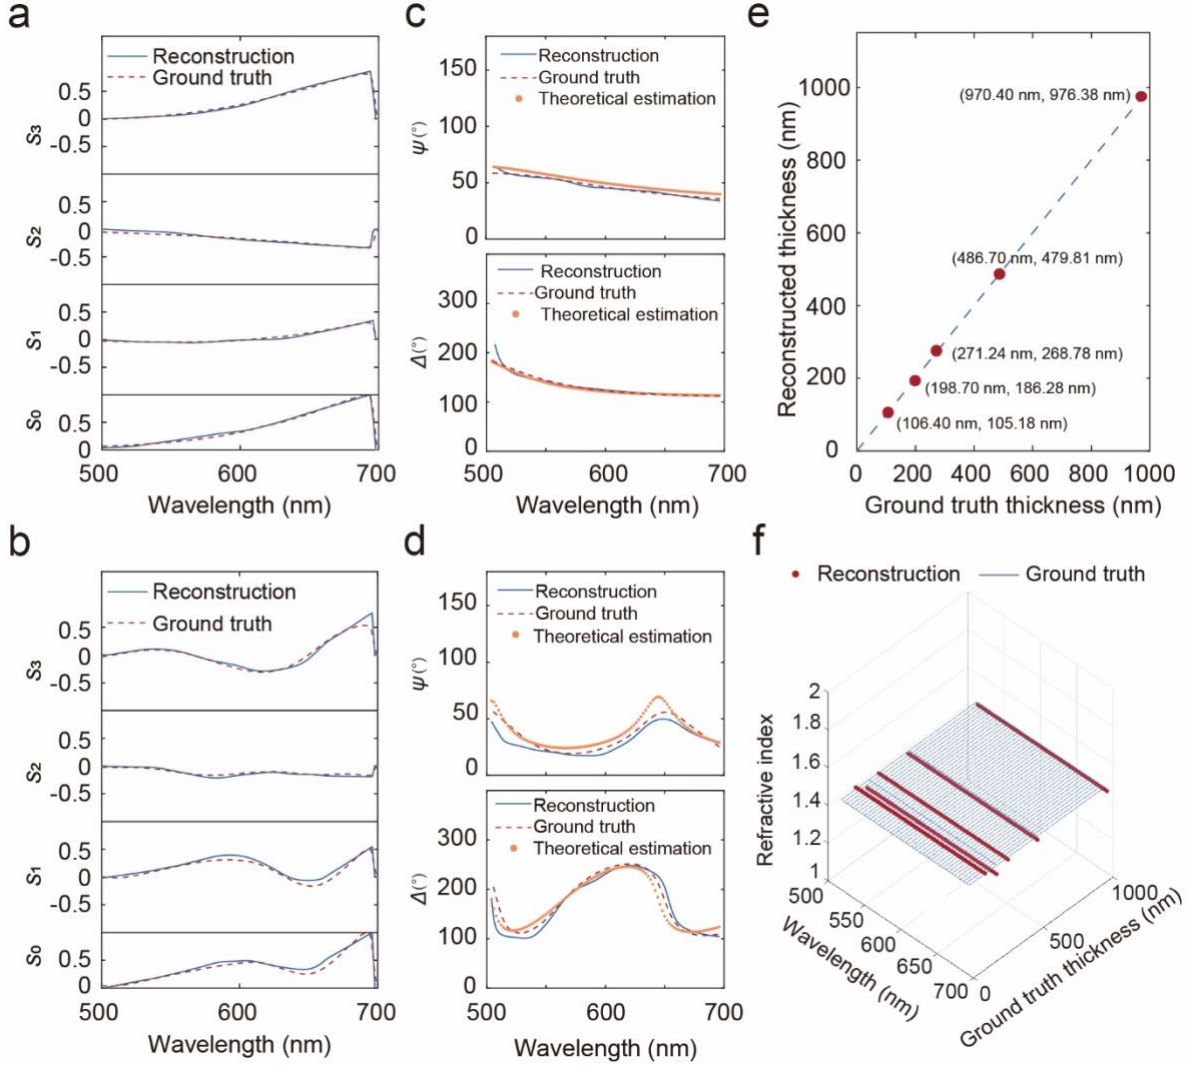 a
Reconstruction
Ground truth
0.5
-0.5
S3
0.5
0
-0.5
S2
0.5
0
-0.5
S1
0.5
0
S0
500
600
700
Wavelength (nm)
c
Reconstruction
Ground truth
Theoretical estimation
150
100
50
0
ψ(°)
Reconstruction
Ground truth
Theoretical estimation
300
200
100
0
Δ(°)
500
600
700
Wavelength (nm)
e
1000
800
600
400
200
0
Reconstructed thickness (nm)
(970.40 nm, 976.38 nm)
(486.70 nm, 479.81 nm)
(271.24 nm, 268.78 nm)
(198.70 nm, 186.28 nm)
(106.40 nm, 105.18 nm)
0
200
400
600
800
1000
Ground truth thickness (nm)
b
Reconstruction
Ground truth
0.5
0
-0.5
S3
0.5
0
-0.5
S2
0.5
0
-0.5
S1
0.5
0
S0
500
600
700
Wavelength (nm)
d
Reconstruction
Ground truth
Theoretical estimation
150
100
50
0
ψ(°)
Reconstruction
Ground truth
Theoretical estimation
300
200
100
0
Δ(°)
500
600
700
Wavelength (nm)
f
Reconstruction
Ground truth
2
1.8
1.6
1.4
1.2
1
Refractive index
500
550
600
650
700
Wavelength (nm)
0
500
1000
Ground truth thickness (nm)